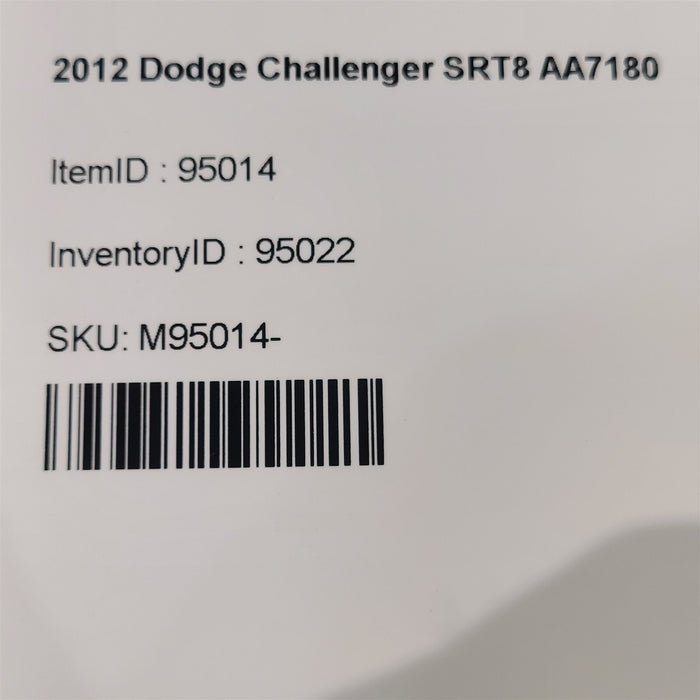 2012 Dodge Challenger SRT8 AA7180
ItemID : 95014
InventoryID : 95022
SKU: M95014-